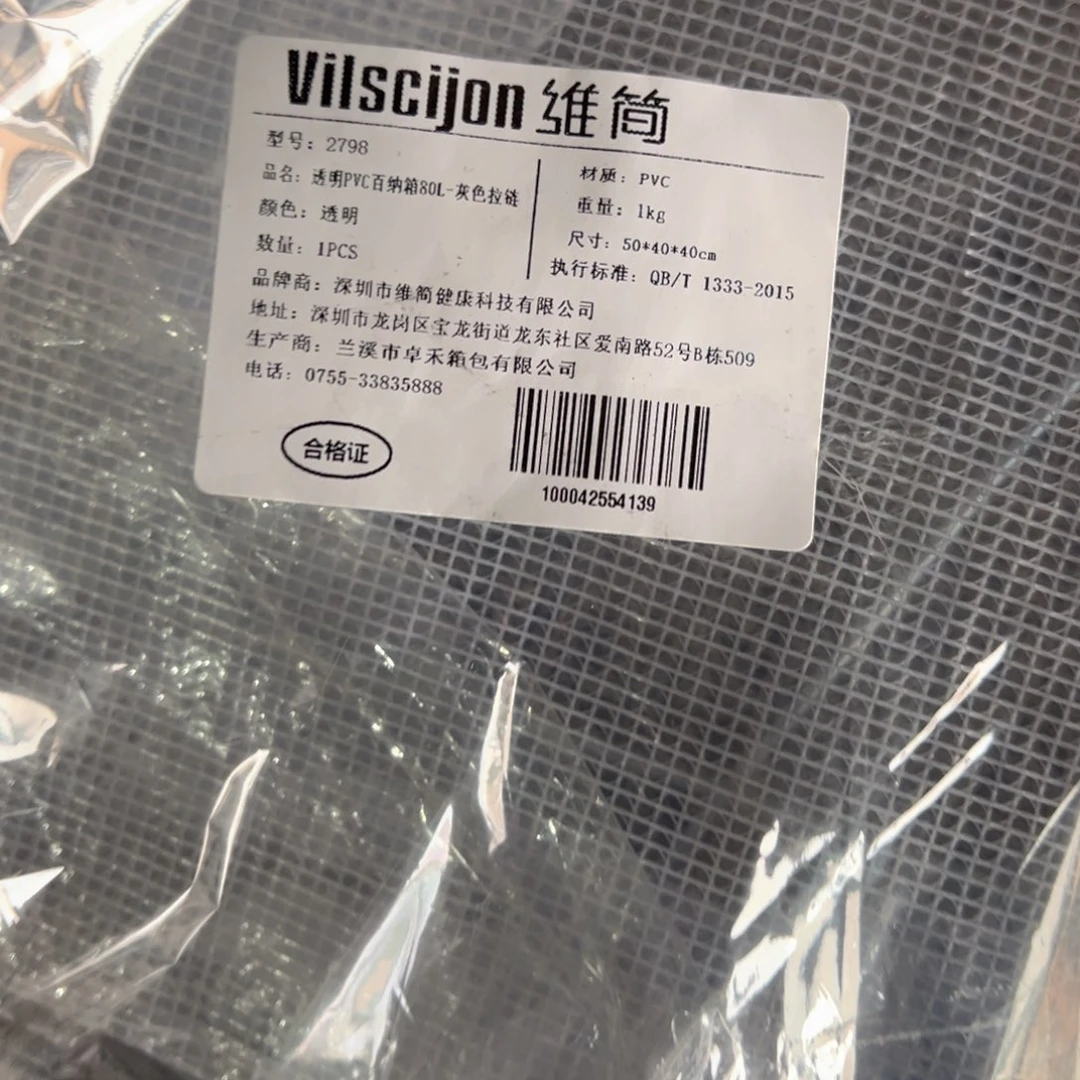 Vilscijon 维简
型号：2798
品名：透明PVC百纳箱80L-灰色拉链
颜色：透明
数量：1PCS
材质：PVC
重量：1kg
尺寸：50*40*40cm
执行标准：QB/T 1333-2015
品牌商：深圳市维简健康科技有限公司
地址：深圳市龙岗区宝龙街道龙东社区爱南路52号B栋509
生产商：兰溪市卓禾箱包有限公司
电话：0755-33835888
合格证
100042554139